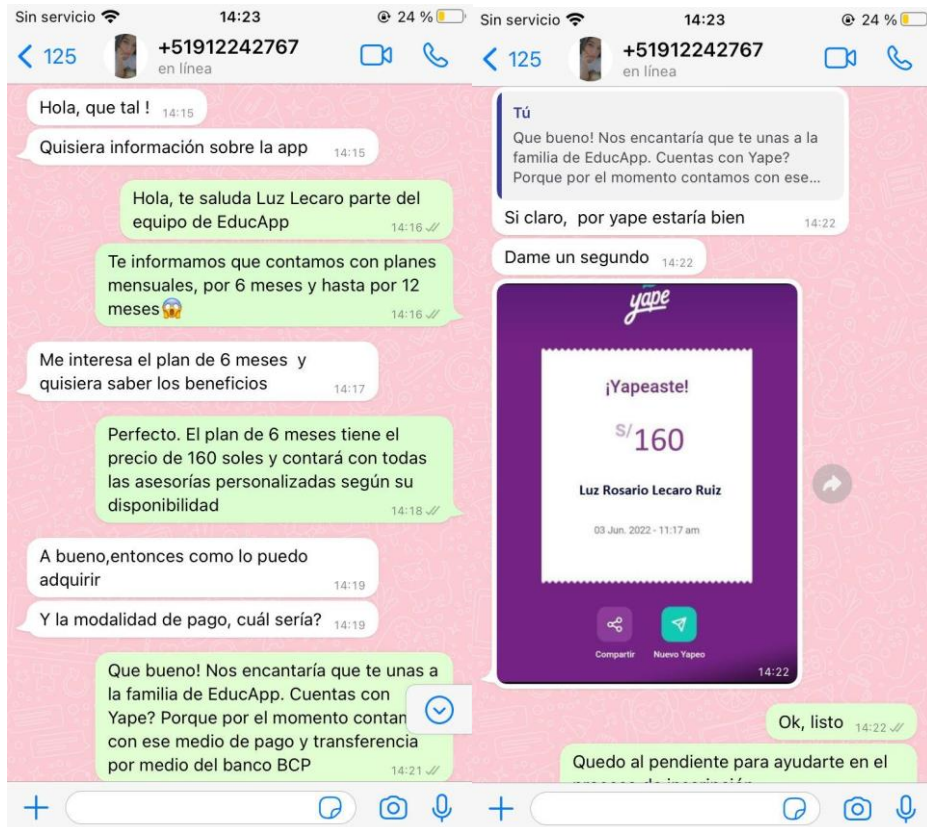 Sin servicio 14:23 24 %
125 +51912242767
en línea
Hola, que tal ! 14:15
Quisiera información sobre la app 14:15
Hola, te saluda Luz Lecaro parte del
equipo de EducApp 14:16
Te informamos que contamos con planes
mensuales, por 6 meses y hasta por 12
meses😱 14:16
Me interesa el plan de 6 meses y
quisiera saber los beneficios 14:17
Perfecto. El plan de 6 meses tiene el
precio de 160 soles y contará con todas
las asesorías personalizadas según su
disponibilidad 14:18
A bueno,entonces como lo puedo
adquirir 14:19
Y la modalidad de pago, cuál sería? 14:19
Que bueno! Nos encantaría que te unas a
la familia de EducApp. Cuentas con
Yape? Porque por el momento contam
con ese medio de pago y transferencia
por medio del banco BCP 14:21
Sin servicio 14:23 24 %
125 +51912242767
en línea
Tú
Que bueno! Nos encantaría que te unas a la
familia de EducApp. Cuentas con Yape?
Porque por el momento contamos con ese...
Si claro, por yape estaría bien 14:22
Dame un segundo 14:22
yape
¡Yapeaste!
S/160
Luz Rosario Lecaro Ruiz
03 Jun. 2022 - 11:17 am
Compartir Nuevo Yapeo
14:22
Ok, listo 14:22
Quedo al pendiente para ayudarte en el